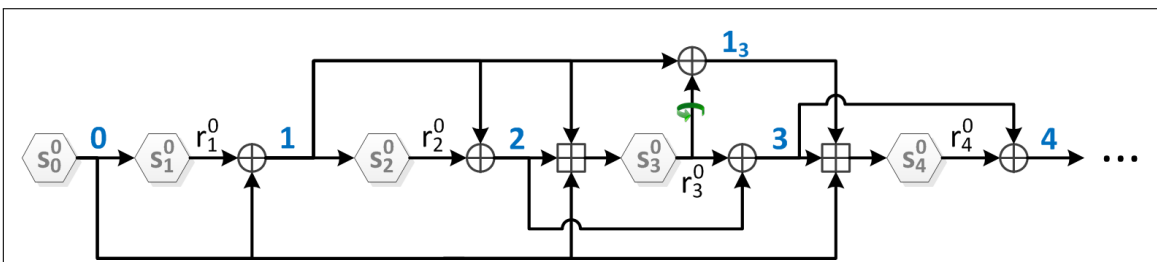 1₃
s₀⁰ 0 s₁⁰ r₁⁰ 1 s₂⁰ r₂⁰ 2 s₃⁰ r₃⁰ 3 s₄⁰ r₄⁰ 4 ...